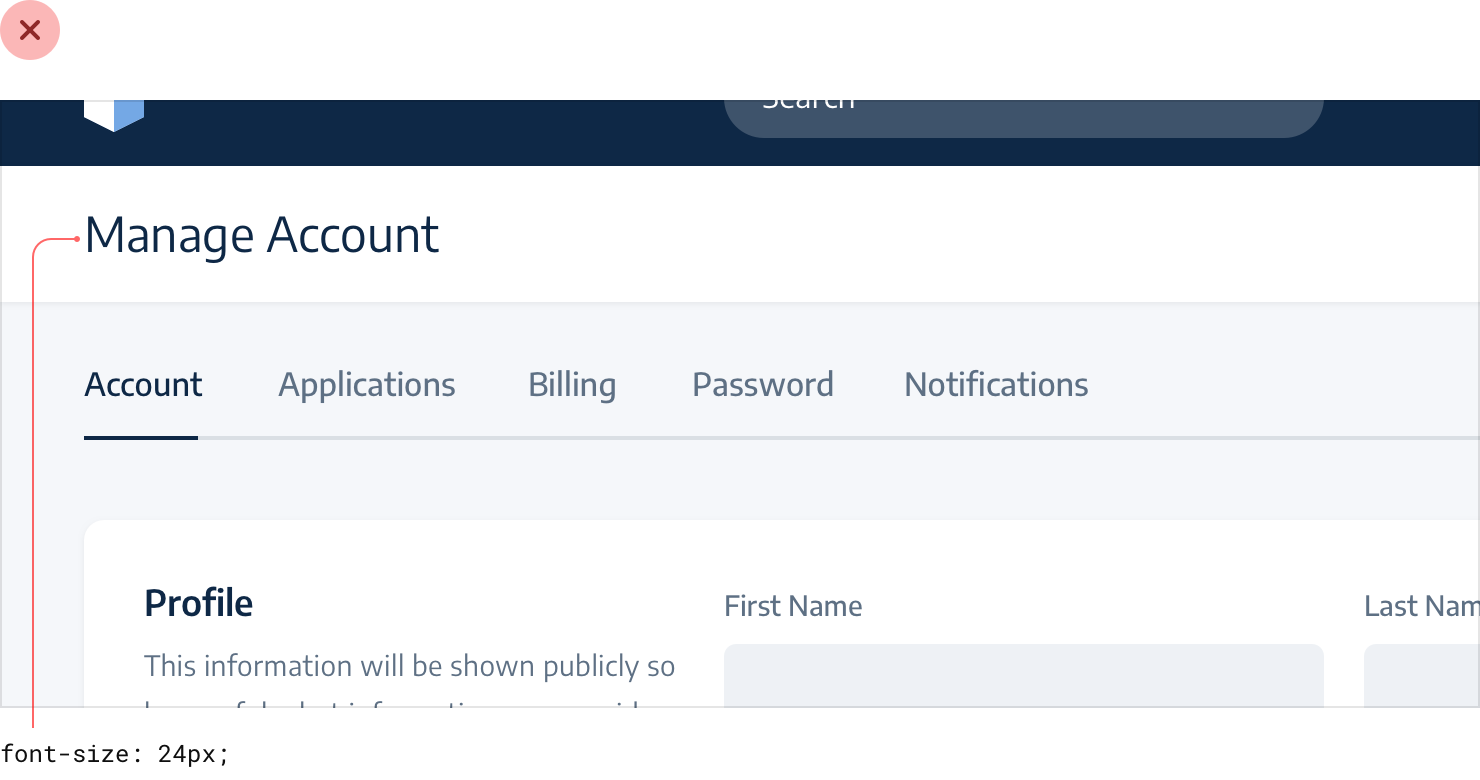 Search
Manage Account
Account Applications Billing Password Notifications
Profile
First Name
Last Nam
This information will be shown publicly so
font-size: 24px;